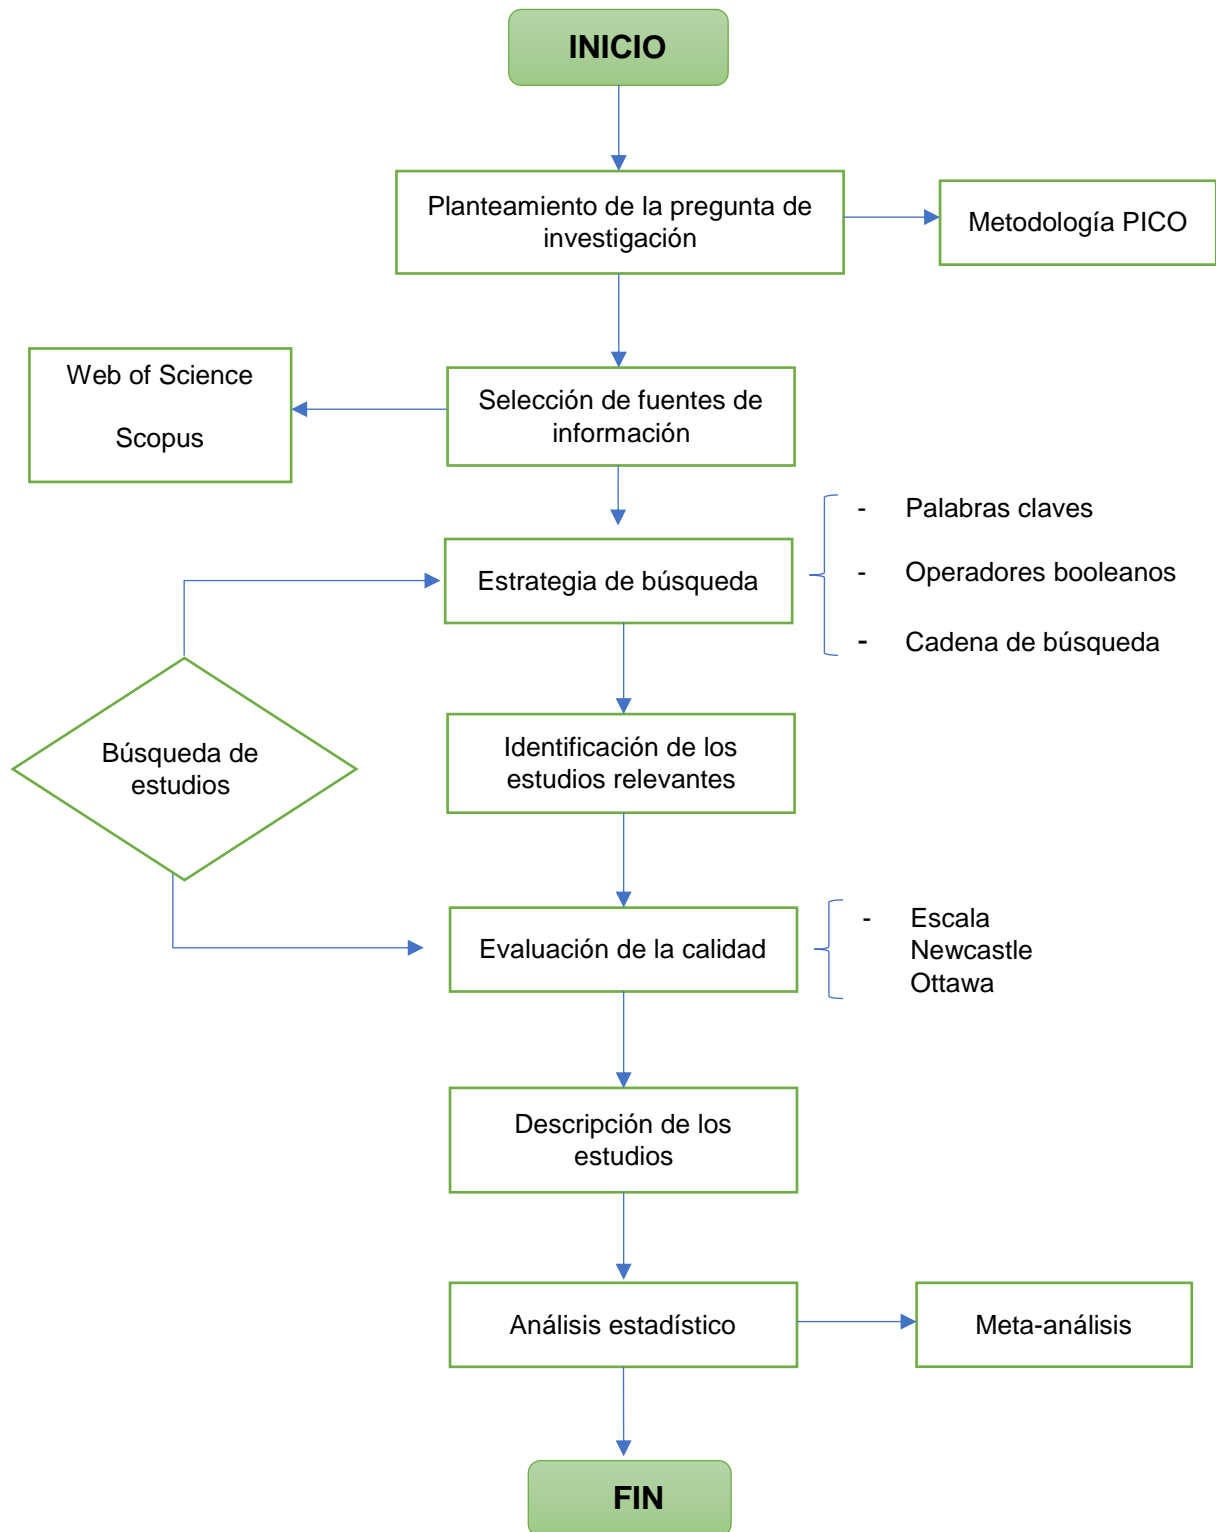 INICIO
Planteamiento de la pregunta de
investigación
Metodología PICO
Web of Science
Scopus
Selección de fuentes de
información
Estrategia de búsqueda
- Palabras claves
- Operadores booleanos
- Cadena de búsqueda
Búsqueda de
estudios
Identificación de los
estudios relevantes
Evaluación de la calidad
- Escala
Newcastle
Ottawa
Descripción de los
estudios
Análisis estadístico
Meta-análisis
FIN